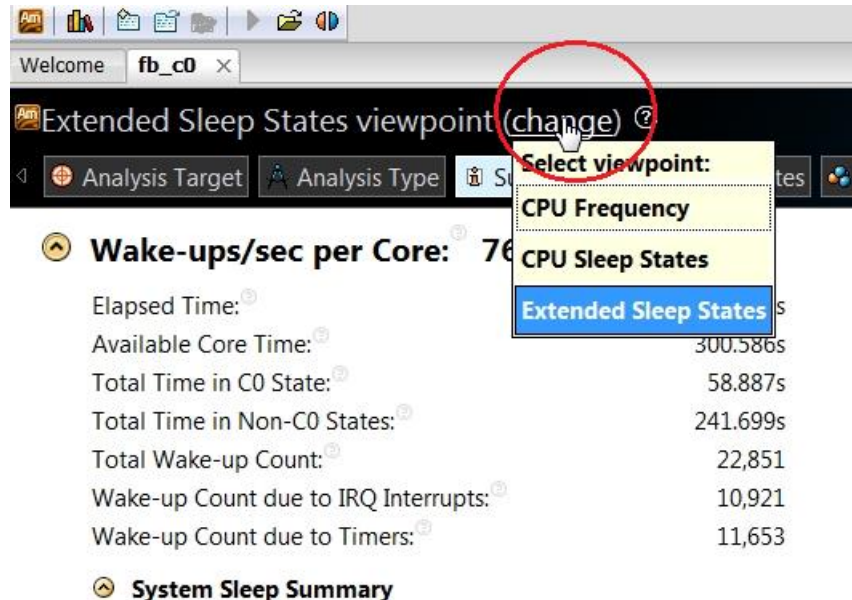 Am
Welcome fb_c0 ×
Am Extended Sleep States viewpoint (change) ?
Analysis Target Analysis Type
Select viewpoint:
CPU Frequency
CPU Sleep States
Extended Sleep States
Wake-ups/sec per Core:
Elapsed Time:
Available Core Time: 300.586s
Total Time in C0 State: 58.887s
Total Time in Non-C0 States: 241.699s
Total Wake-up Count: 22,851
Wake-up Count due to IRQ Interrupts: 10,921
Wake-up Count due to Timers: 11,653
System Sleep Summary